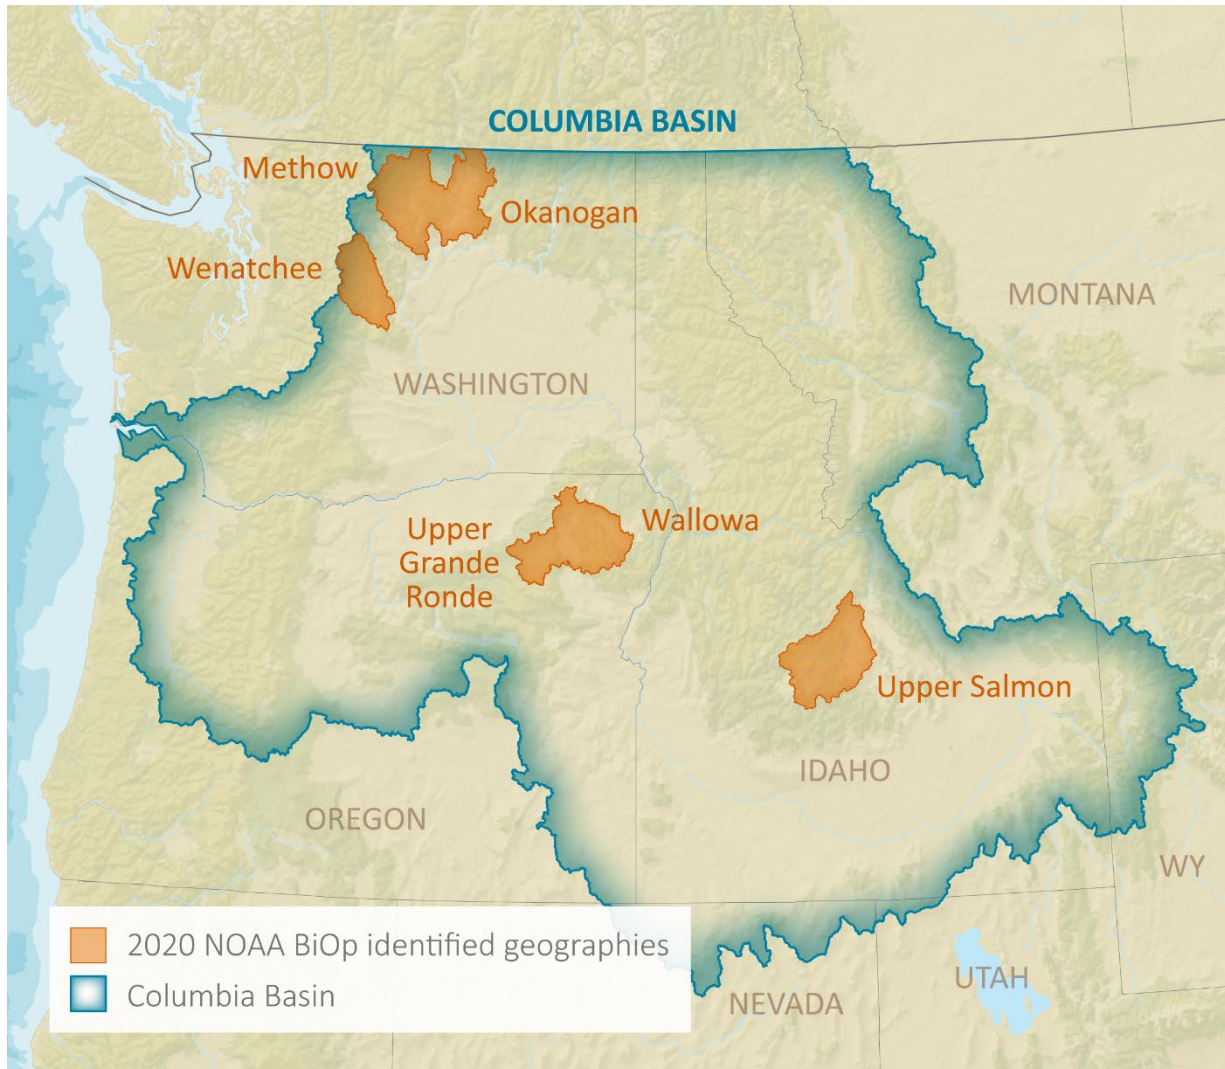 COLUMBIA BASIN
Methow
Okanogan
Wenatchee
MONTANA
WASHINGTON
Wallowa
Upper
Grande
Ronde
Upper Salmon
IDAHO
OREGON
WY
2020 NOAA BiOp identified geographies
Columbia Basin
UTAH
NEVADA